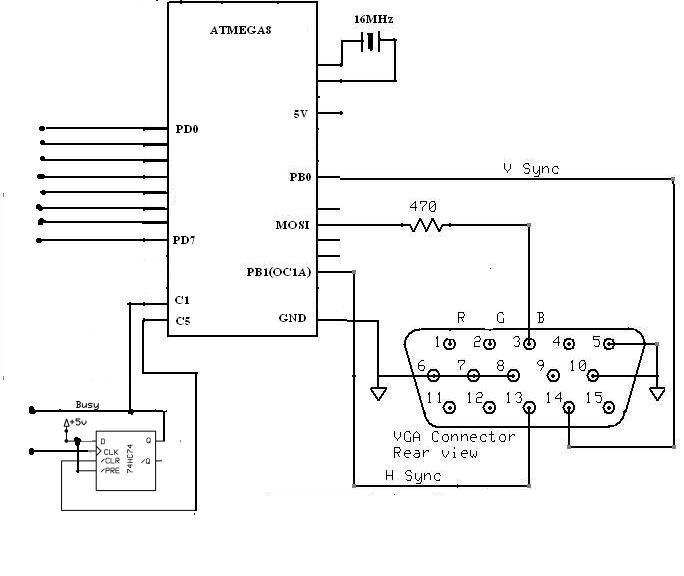 16MHz
ATMEGA8
5V
PD0
PB0
V Sync
470
MOSI
PD7
PB1(OC1A)
C1
C5
GND
R G B
1 2 3 4 5
6 7 8 9 10
11 12 13 14 15
Busy
+5v
D Q
CLK
/CLR /Q
/PRE
74HC74
VGA Connector
Rear view
H Sync